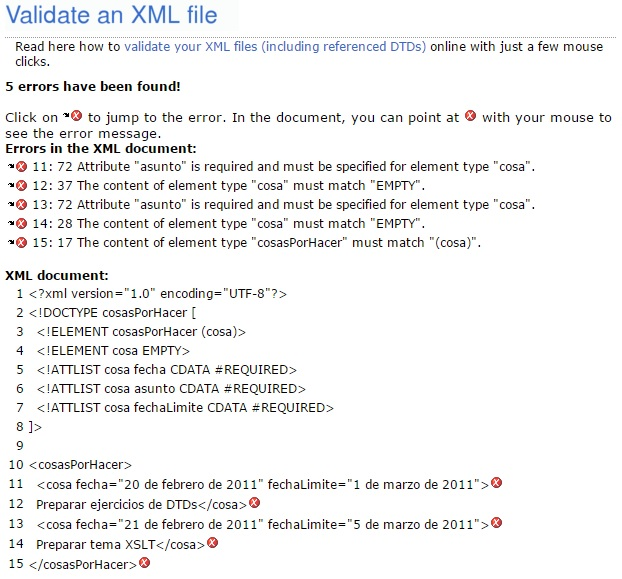 Validate an XML file
Read here how to validate your XML files (including referenced DTDs) online with just a few mouse
clicks.
5 errors have been found!
Click on to jump to the error. In the document, you can point at with your mouse to
see the error message.
Errors in the XML document:
11: 72 Attribute "asunto" is required and must be specified for element type "cosa".
12: 37 The content of element type "cosa" must match "EMPTY".
13: 72 Attribute "asunto" is required and must be specified for element type "cosa".
14: 28 The content of element type "cosa" must match "EMPTY".
15: 17 The content of element type "cosasPorHacer" must match "(cosa)".
XML document:
1 <?xml version="1.0" encoding="UTF-8"?>
2 <!DOCTYPE cosasPorHacer [
3 <!ELEMENT cosasPorHacer (cosa)>
4 <!ELEMENT cosa EMPTY>
5 <!ATTLIST cosa fecha CDATA #REQUIRED>
6 <!ATTLIST cosa asunto CDATA #REQUIRED>
7 <!ATTLIST cosa fechaLimite CDATA #REQUIRED>
8 ]>
9
10 <cosasPorHacer>
11 <cosa fecha="20 de febrero de 2011" fechaLimite="1 de marzo de 2011">
12 Preparar ejercicios de DTDs</cosa>
13 <cosa fecha="21 de febrero de 2011" fechaLimite="5 de marzo de 2011">
14 Preparar tema XSLT</cosa>
15 </cosasPorHacer>